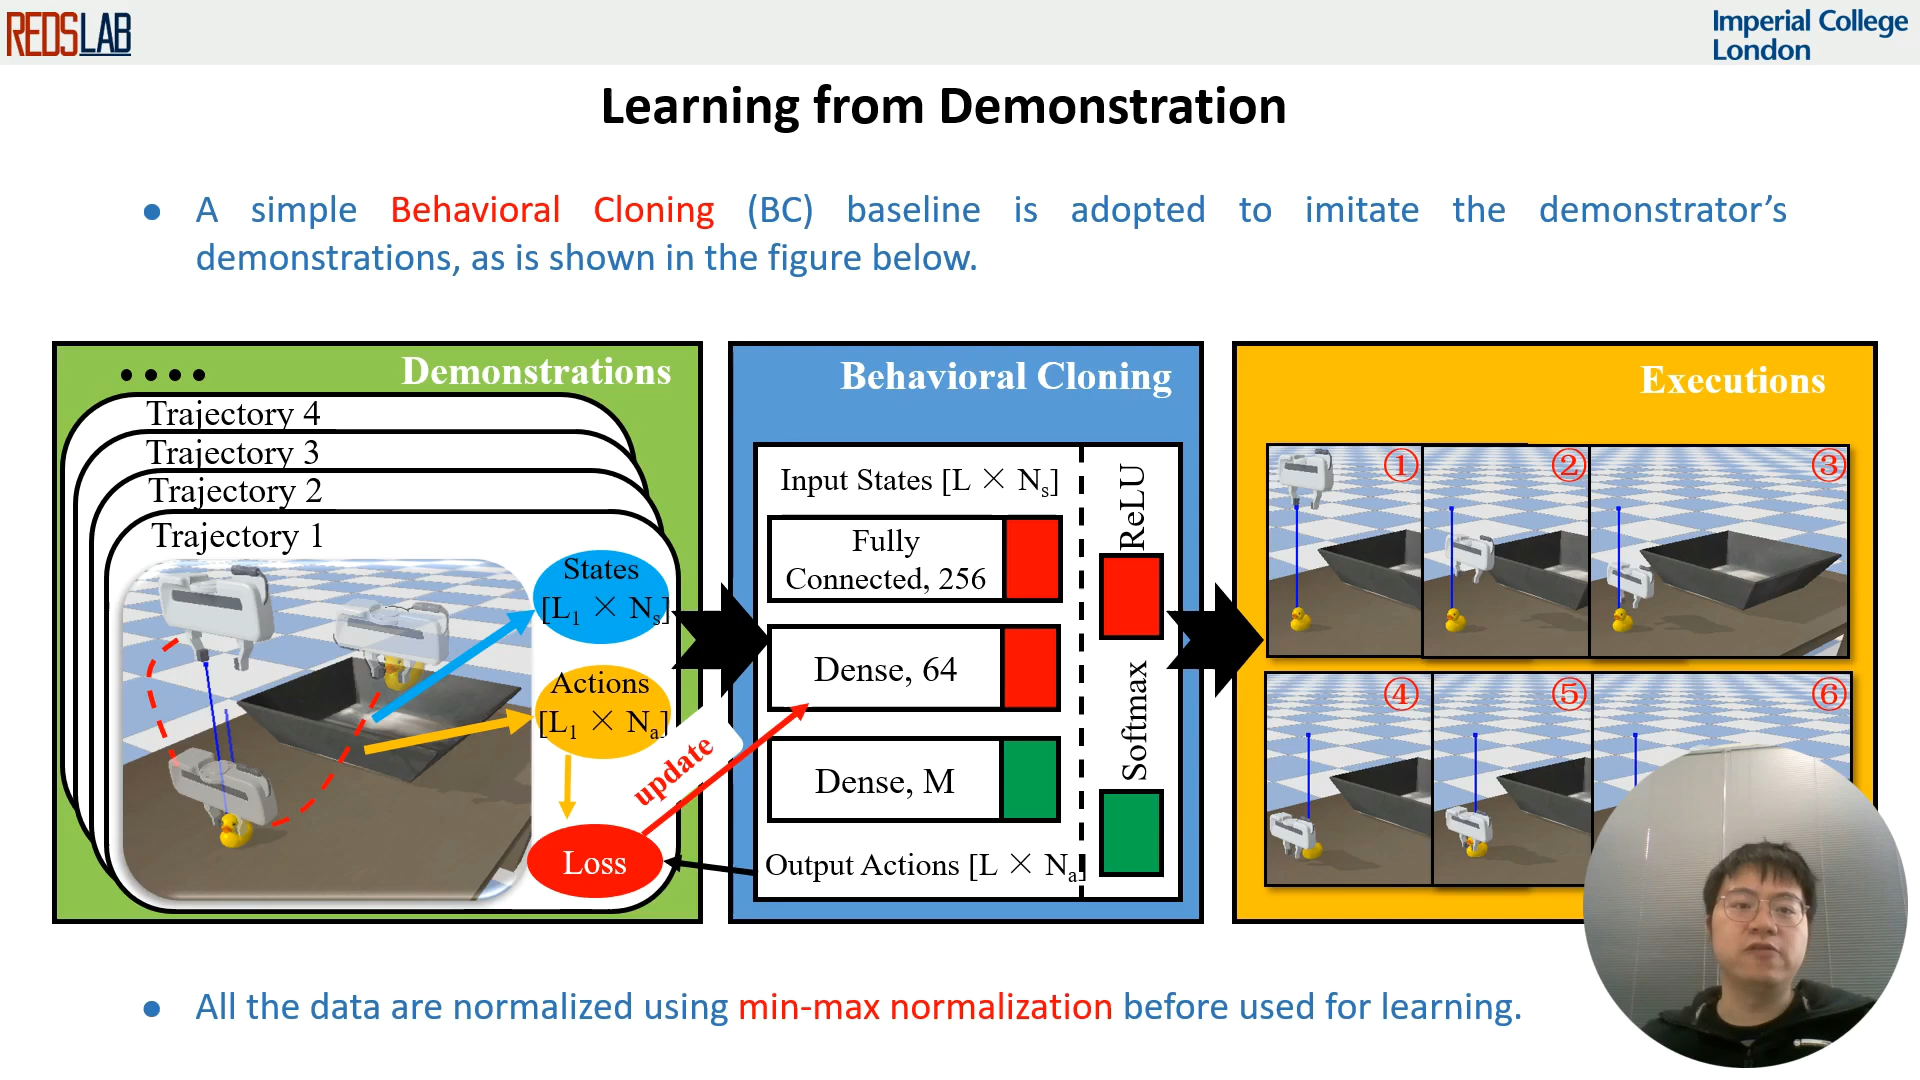 REDSLAB
Imperial College
London
Learning from Demonstration
A simple Behavioral Cloning (BC) baseline is adopted to imitate the demonstrator’s
demonstrations, as is shown in the figure below.
Demonstrations
Trajectory 4
Trajectory 3
Trajectory 2
Trajectory 1
States
[L₁ × Nₛ]
Actions
[L₁ × Nₐ]
update
Loss
Behavioral Cloning
Input States [L × Nₛ]
Fully
Connected, 256
Dense, 64
Dense, M
Output Actions [L × Nₐ]
ReLU
Softmax
Executions
①
②
③
④
⑤
⑥
All the data are normalized using min-max normalization before used for learning.